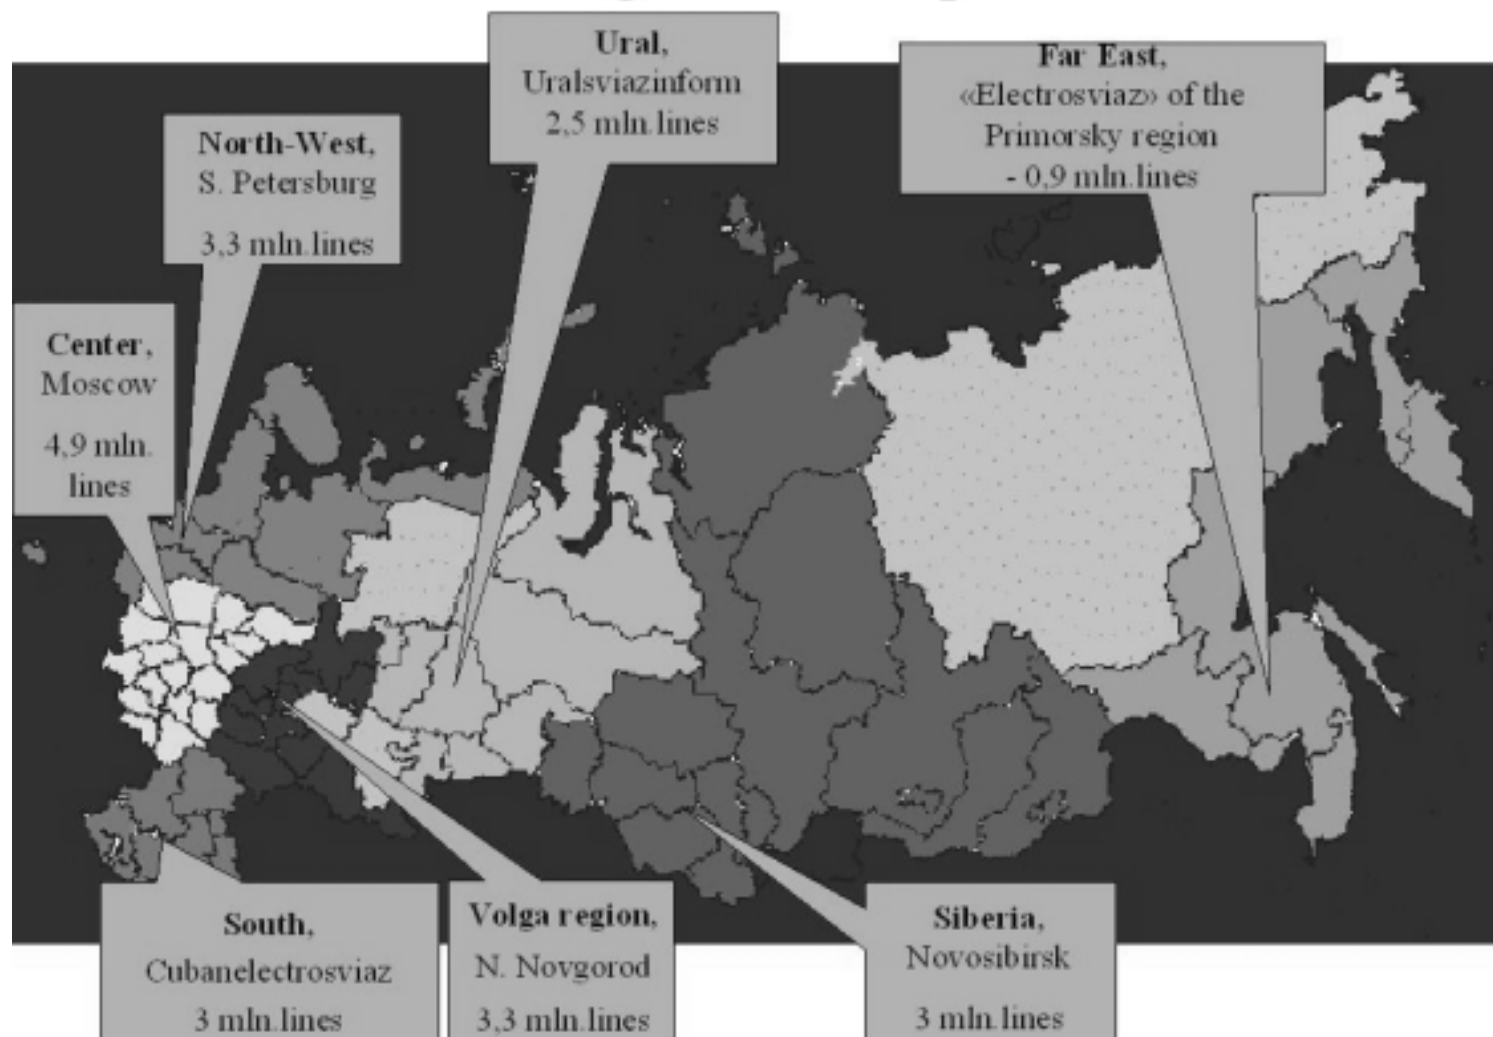 Ural,
Uralsviazinform
2,5 mln.lines
Far East,
«Electrosviaz» of the
Primorsky region
- 0,9 mln.lines
North-West,
S. Petersburg
3,3 mln.lines
Center,
Moscow
4,9 mln.
lines
South,
Cubanelectrosviaz
3 mln.lines
Volga region,
N. Novgorod
3,3 mln.lines
Siberia,
Novosibirsk
3 mln.lines